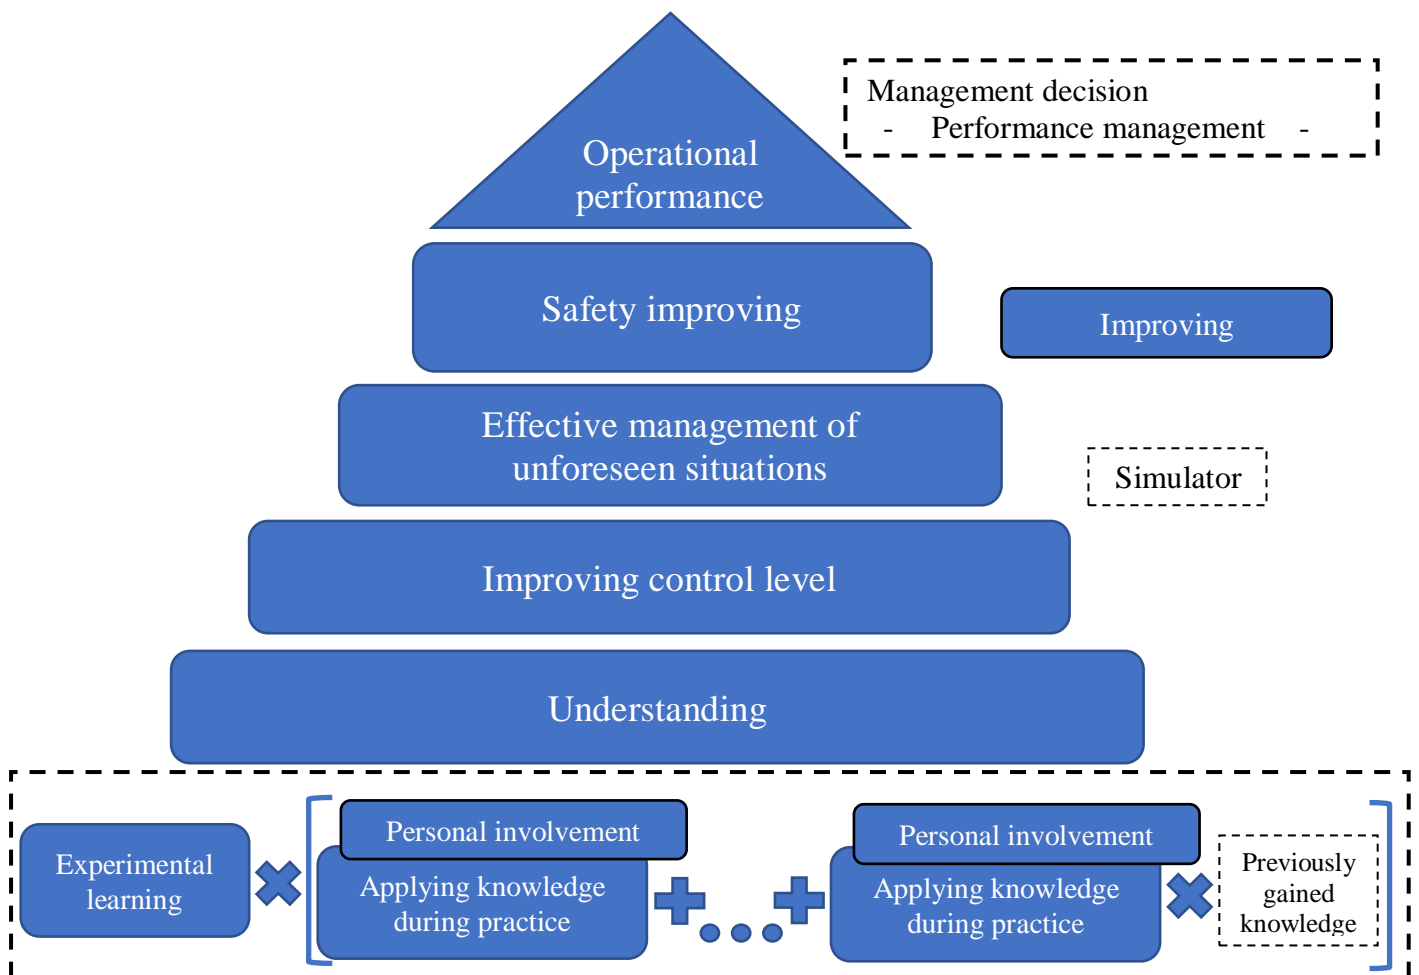 Management decision
- Performance management -
Operational
performance
Safety improving
Improving
Effective management of
unforeseen situations
Simulator
Improving control level
Understanding
Experimental
learning
Personal involvement
Applying knowledge
during practice
Personal involvement
Applying knowledge
during practice
Previously
gained
knowledge